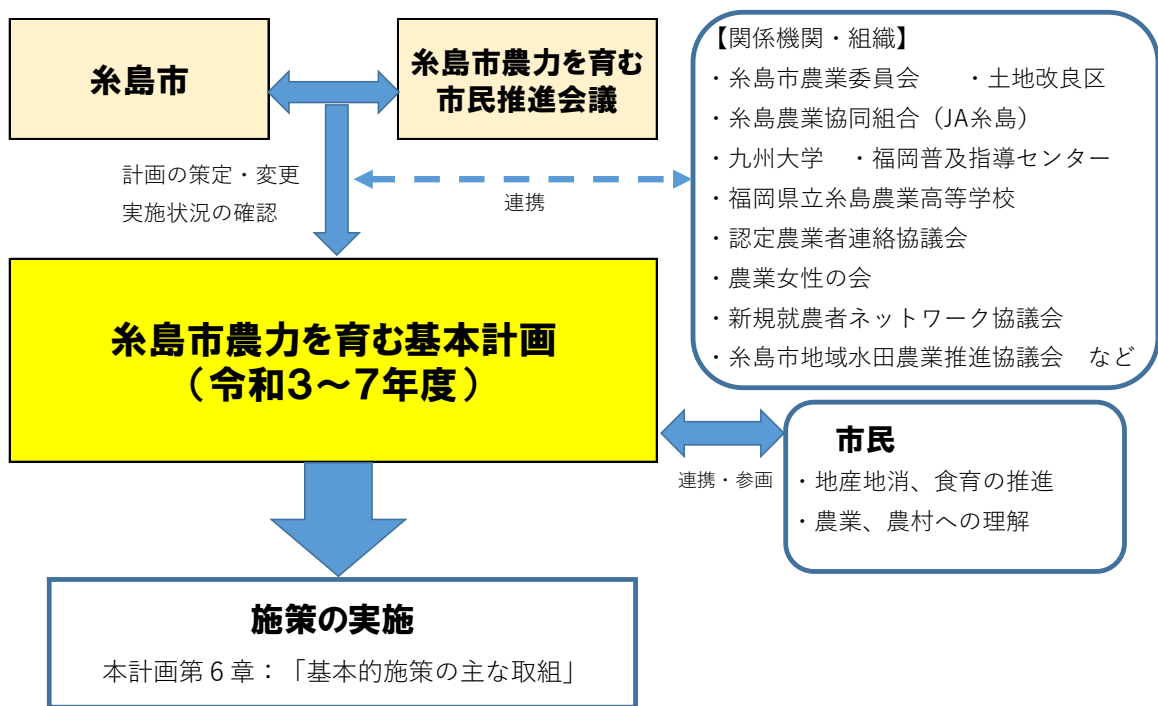 糸島市
糸島市農力を育む
市民推進会議
計画の策定・変更
実施状況の確認
連携
【関係機関・組織】
・糸島市農業委員会　　・土地改良区
・糸島農業協同組合（JA糸島）
・九州大学　・福岡普及指導センター
・福岡県立糸島農業高等学校
・認定農業者連絡協議会
・農業女性の会
・新規就農者ネットワーク協議会
・糸島市地域水田農業推進協議会　など
糸島市農力を育む基本計画
（令和３～７年度）
連携・参画
市民
・地産地消、食育の推進
・農業、農村への理解
施策の実施
本計画第６章：「基本的施策の主な取組」